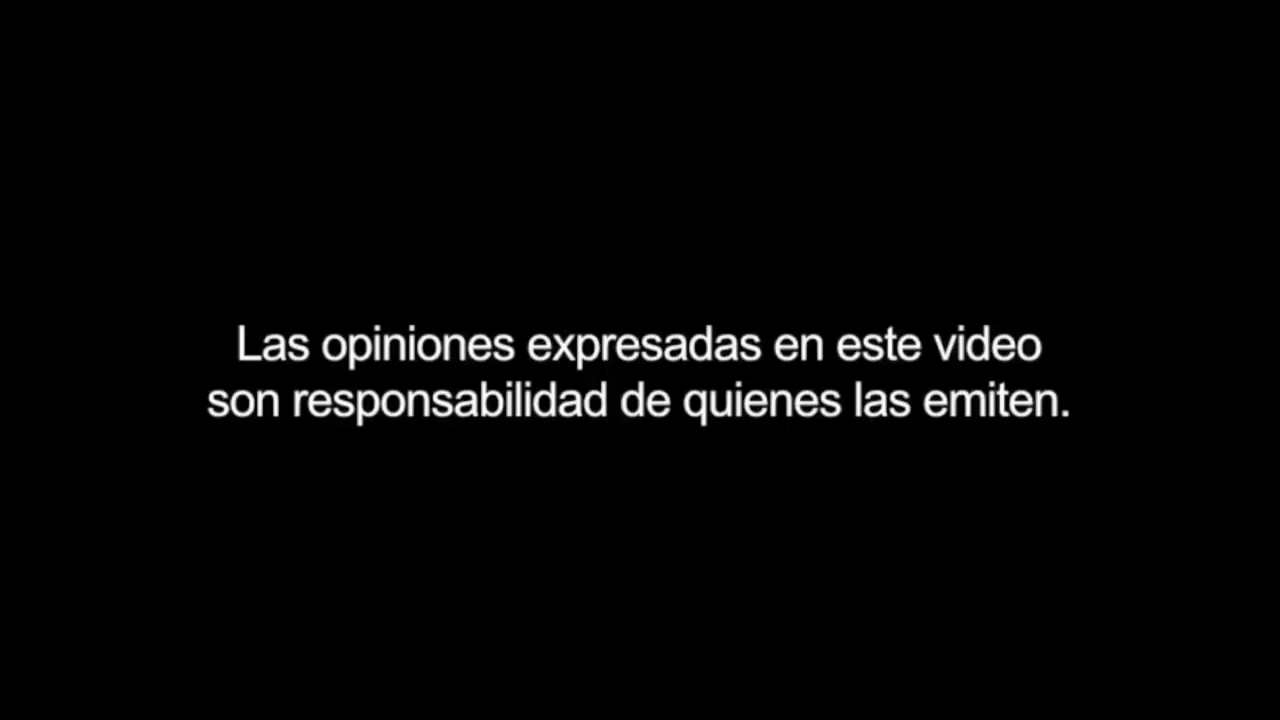 Las opiniones expresadas en este video
son responsabilidad de quienes las emiten.